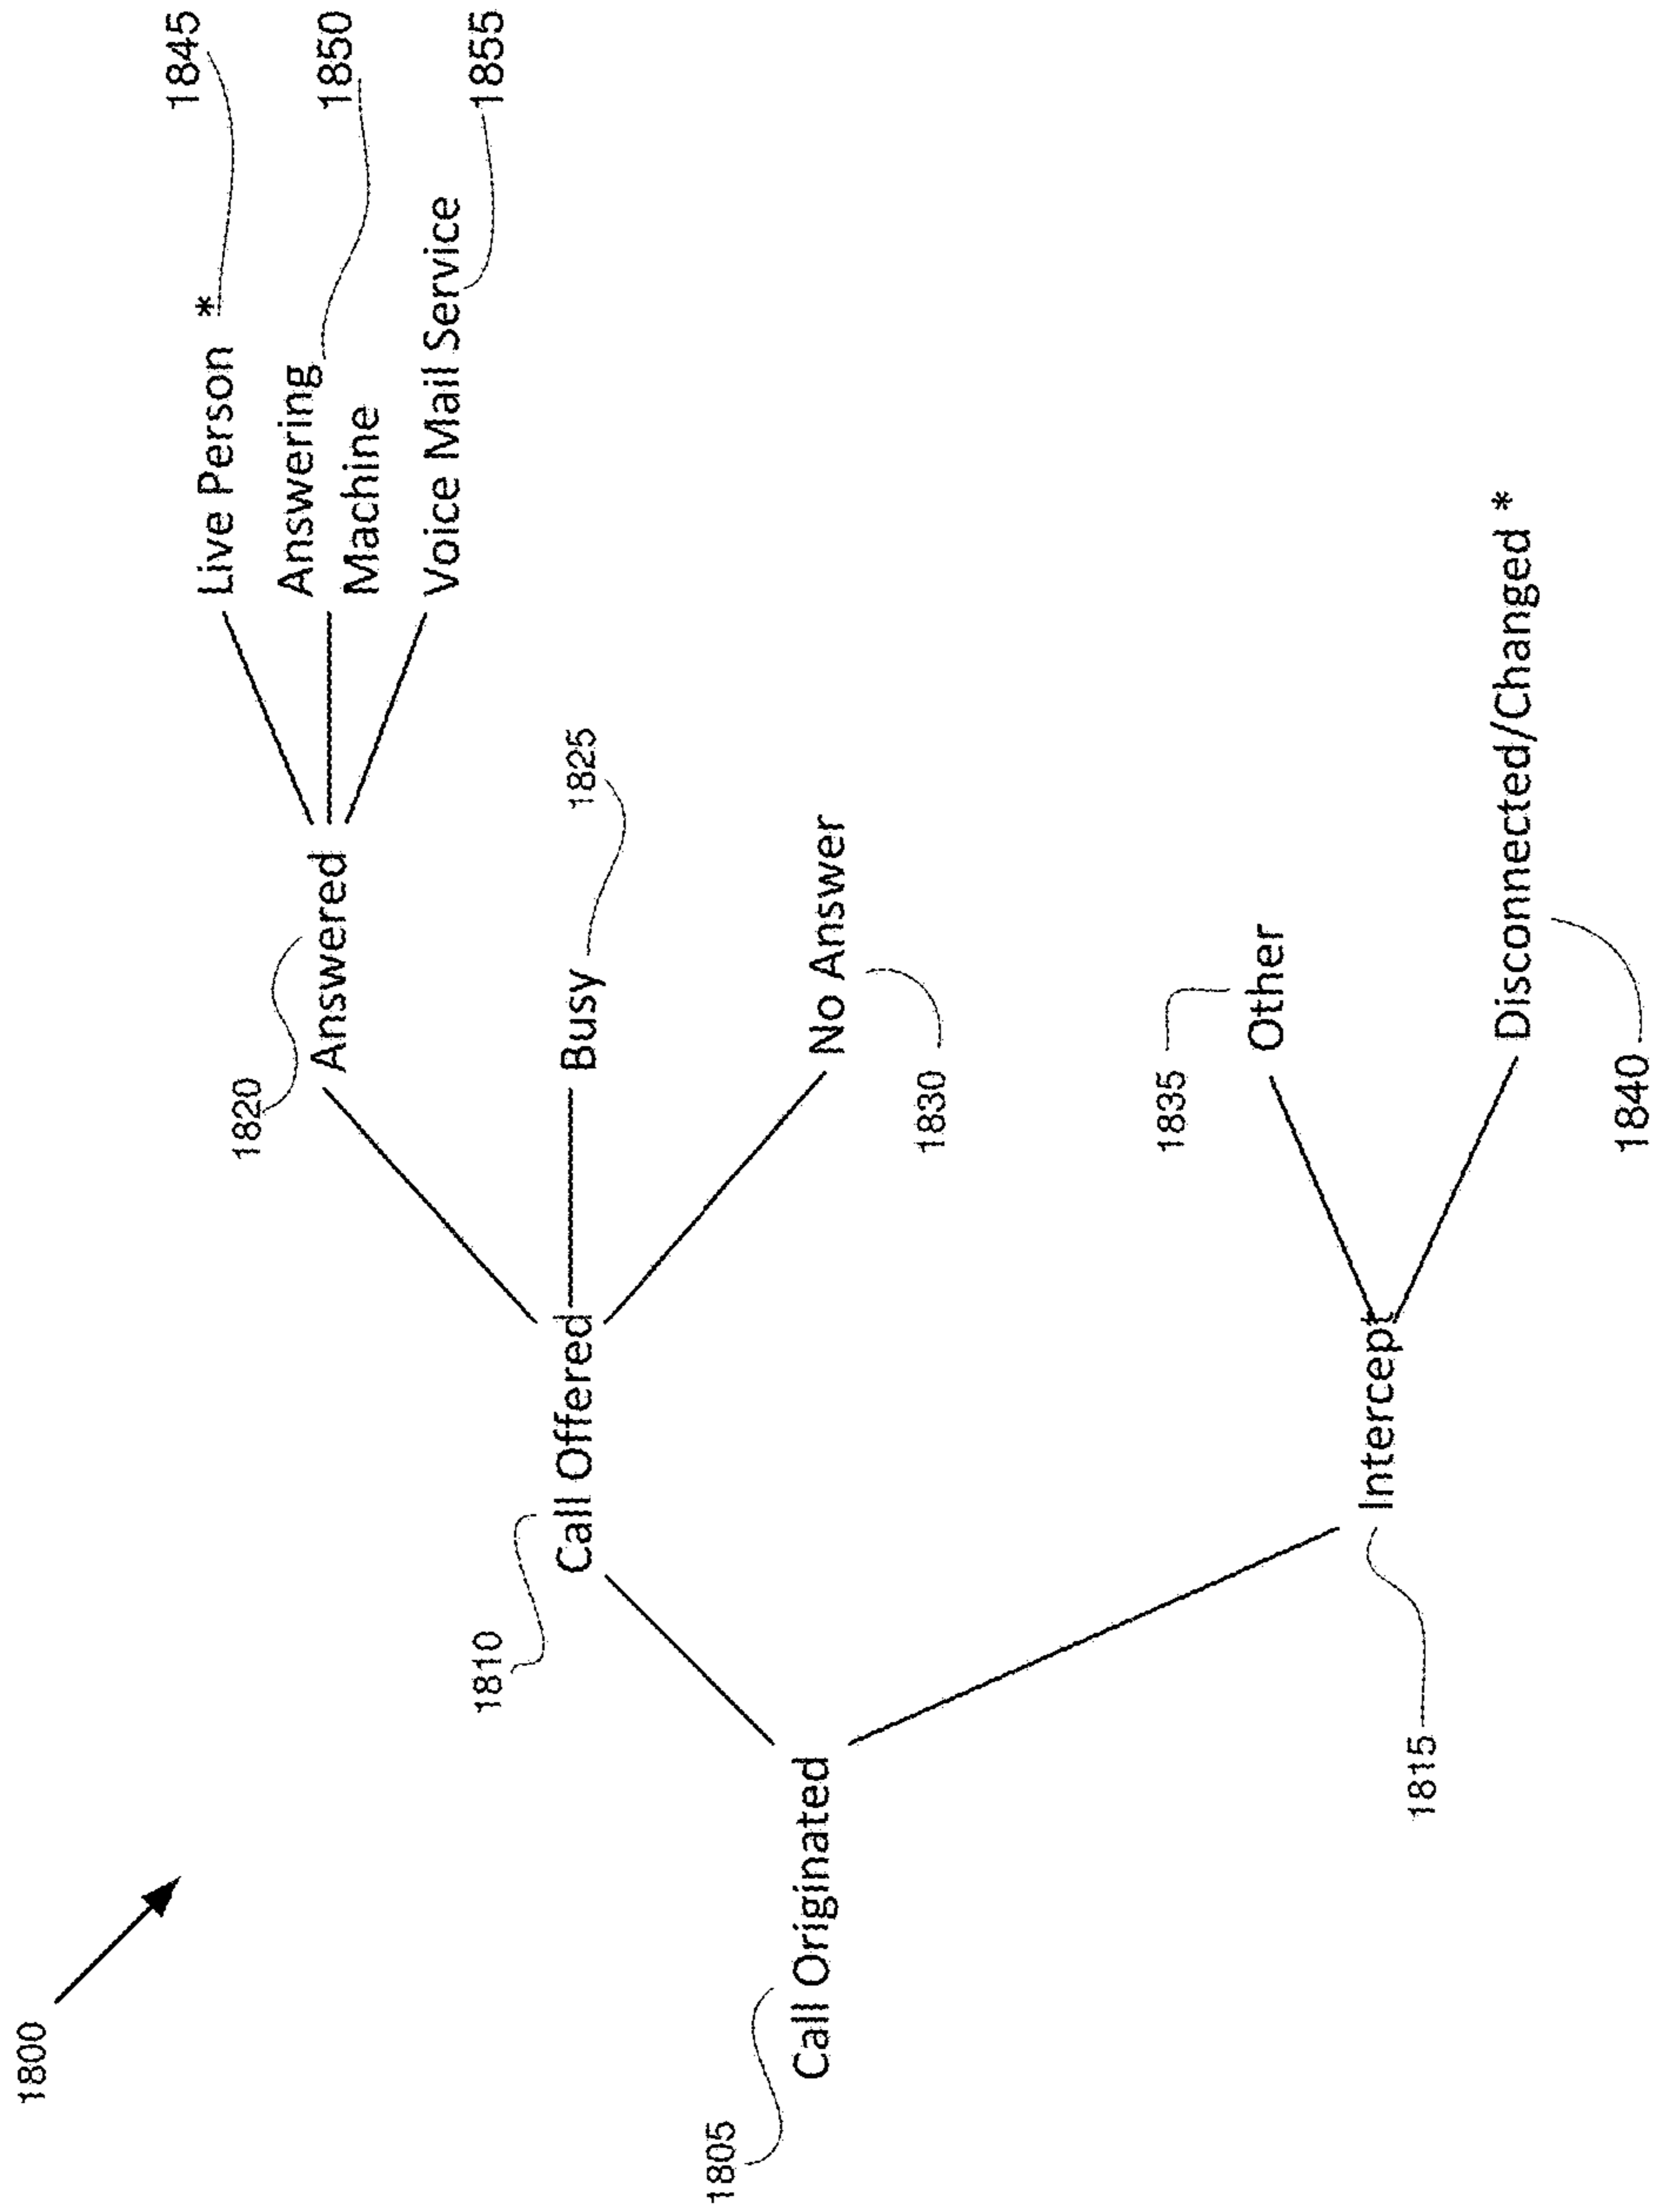 1800
1845
Live Person *
1850
Answering
Machine
1855
Voice Mail Service
1820
Answered
1825
Busy
1810
Call Offered
No Answer
1830
1805
Call Originated
1835
Other
1815
Intercept
Disconnected/Changed *
1840